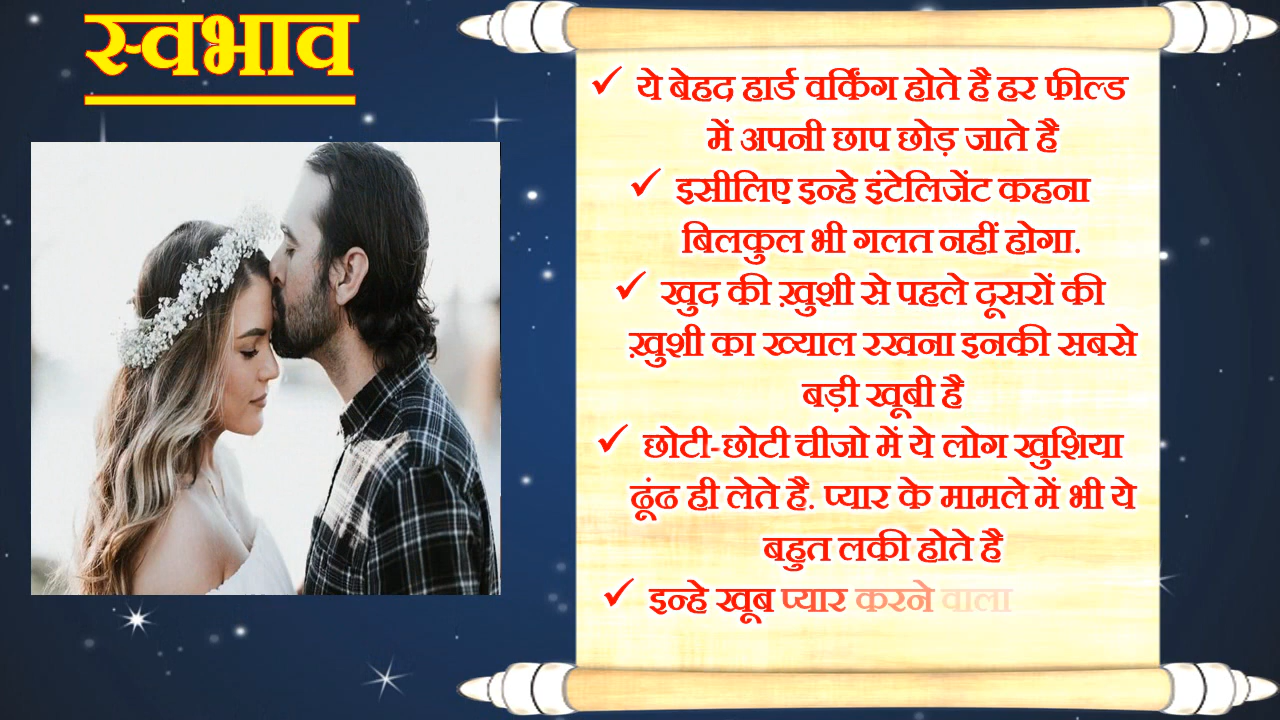 स्वभाव
✓ ये बेहद हार्ड वर्किंग होते हैं हर फील्ड
में अपनी छाप छोड़ जाते हैं
✓ इसीलिए इन्हे इंटेलिजेंट कहना
बिलकुल भी गलत नहीं होगा.
✓ खुद की ख़ुशी से पहले दूसरों की
ख़ुशी का ख्याल रखना इनकी सबसे
बड़ी खूबी है
✓ छोटी-छोटी चीजो में ये लोग खुशिया
ढूंढ ही लेते हैं. प्यार के मामले में भी ये
बहुत लकी होते हैं
✓ इन्हे खूब प्यार करने वाला